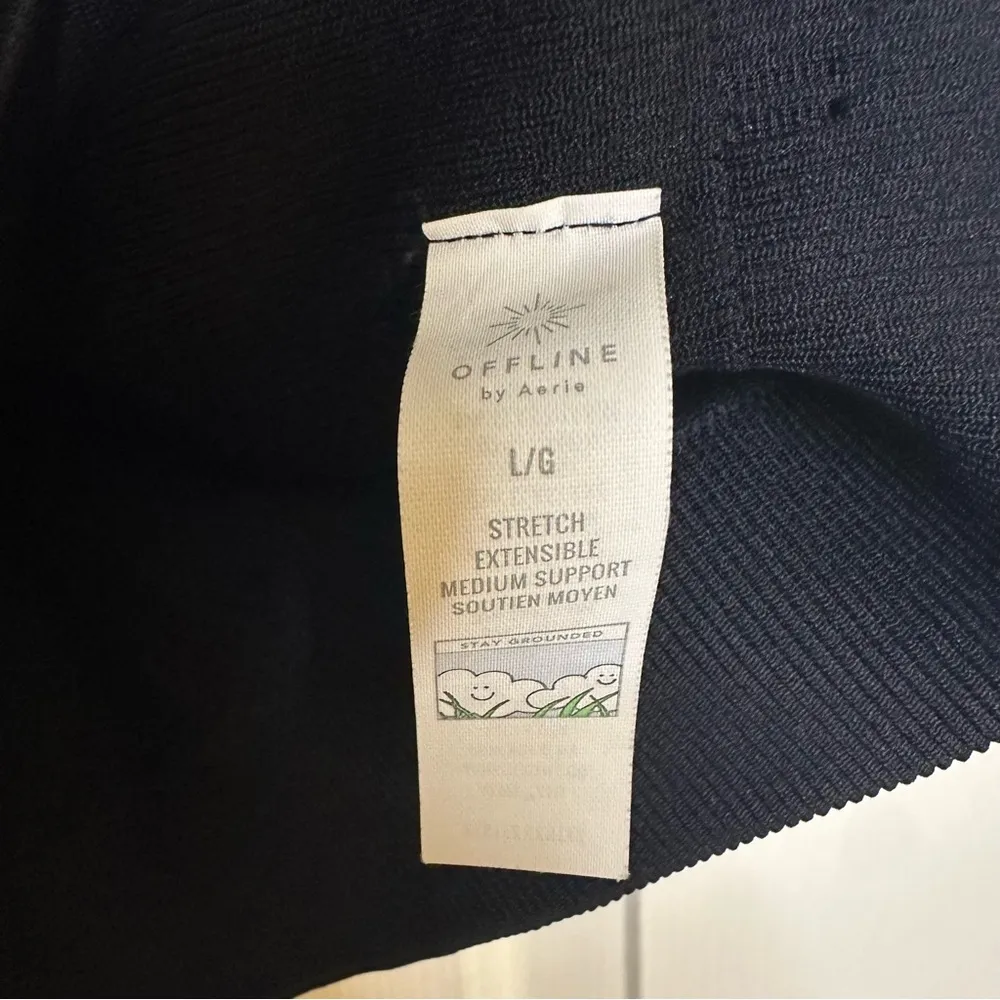 OFFLINE
by Aerie
L/G
STRETCH
EXTENSIBLE
MEDIUM SUPPORT
SOUTIEN MOYEN
STAY GROUNDED